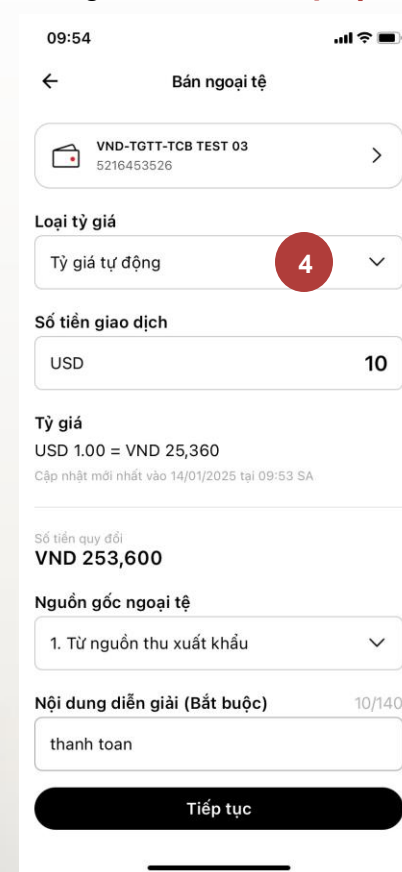 09:54
Bán ngoại tệ
VND-TGTT-TCB TEST 03
5216453526
Loại tỷ giá
Tỷ giá tự động
4
Số tiền giao dịch
USD 10
Tỷ giá
USD 1.00 = VND 25,360
Cập nhật mới nhất vào 14/01/2025 tại 09:53 SA
Số tiền quy đổi
VND 253,600
Nguồn gốc ngoại tệ
1. Từ nguồn thu xuất khẩu
Nội dung diễn giải (Bắt buộc) 10/140
thanh toan
Tiếp tục